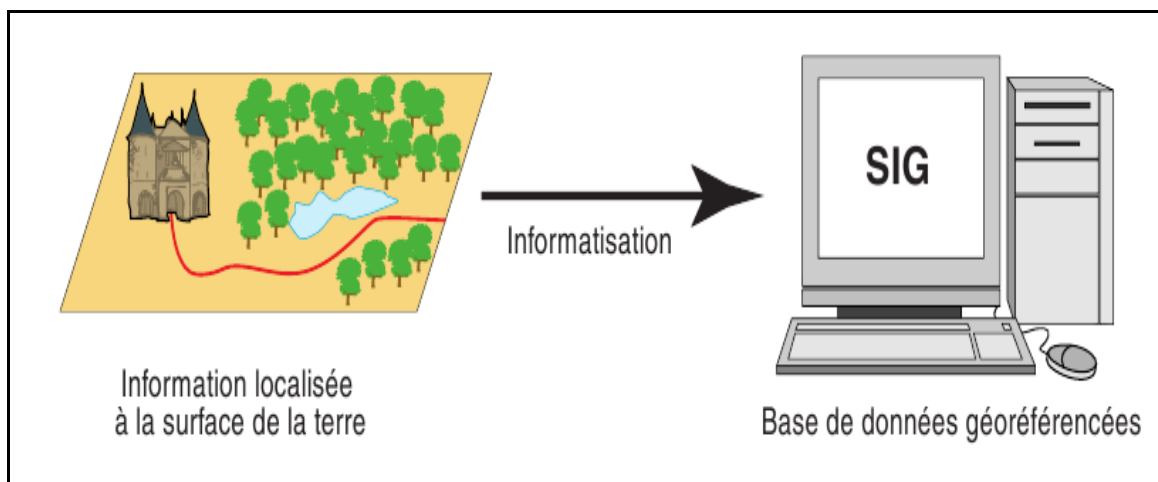 SIG
Informatisation
Information localisée
à la surface de la terre
Base de données géoréférencées